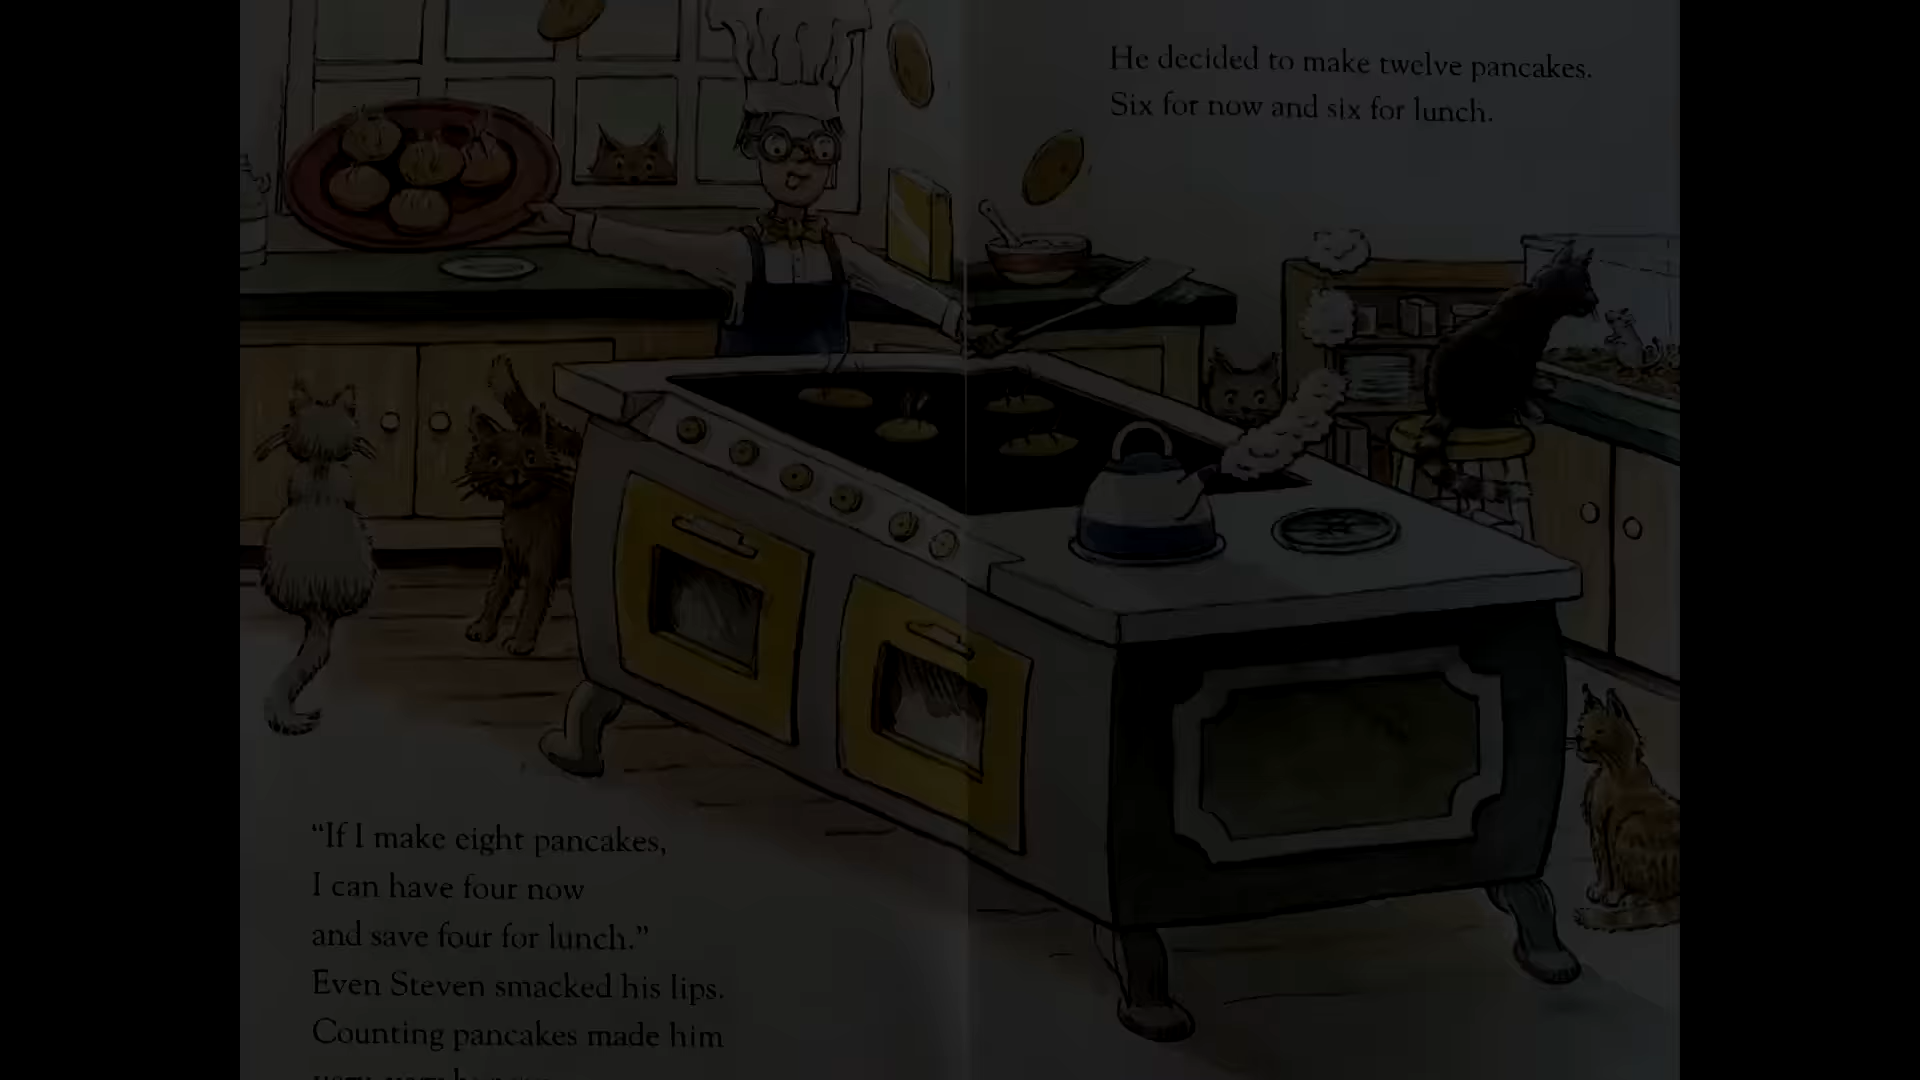 “If I make eight pancakes,
I can have four now
and save four for lunch.”
Even Steven smacked his lips.
Counting pancakes made him
He decided to make twelve pancakes.
Six for now and six for lunch.